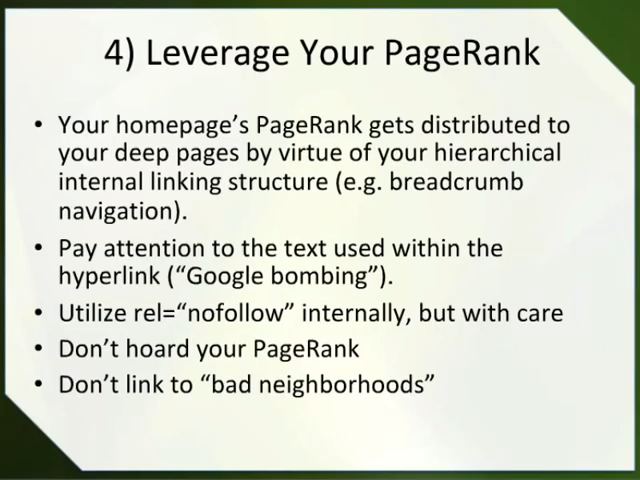 4) Leverage Your PageRank
• Your homepage’s PageRank gets distributed to
your deep pages by virtue of your hierarchical
internal linking structure (e.g. breadcrumb
navigation).
• Pay attention to the text used within the
hyperlink (“Google bombing”).
• Utilize rel=“nofollow” internally, but with care
• Don’t hoard your PageRank
• Don’t link to “bad neighborhoods”